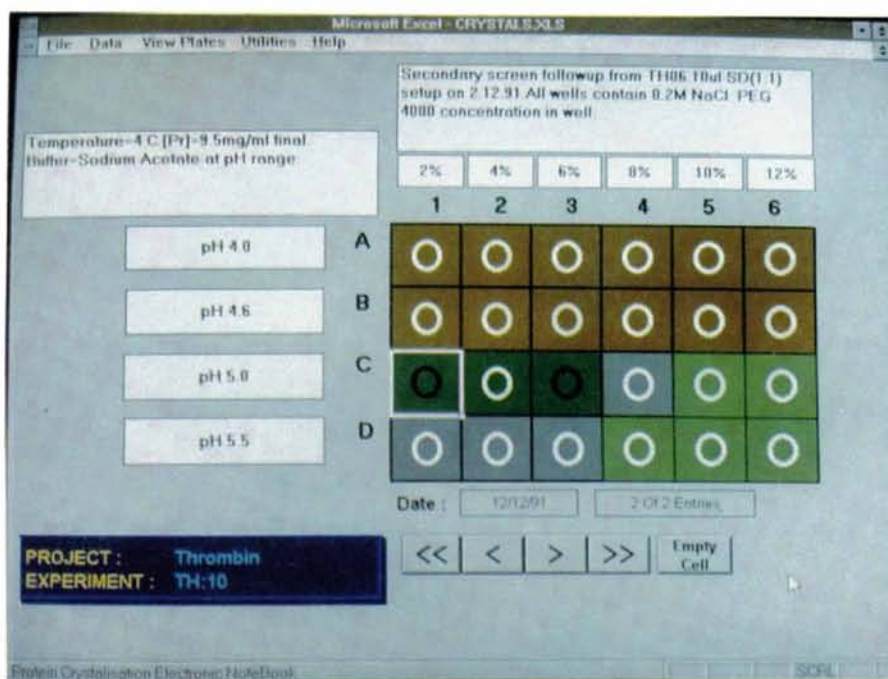 Microsoft Excel - CRYSTALS.XLS
File Data View Plates Utilities Help
Secondary screen followup from TH06 10ul SD(1:1)
setup on 2.12.91.All wells contain 0.2M NaCl. PEG
4000 concentration in well
Temperature-4 C [Pr]-9.5mg/ml final
Buffer-Sodium Acetate at pH range
2% 4% 6% 8% 10% 12%
1 2 3 4 5 6
pH 4.0 A
pH 4.6 B
pH 5.0 C
pH 5.5 D
Date : 12/12/91 2 Of 2 Entries
PROJECT : Thrombin
EXPERIMENT : TH:10
<< < > >> Empty
Cell
Protein Crystalisation Electronic NoteBook
SCRL